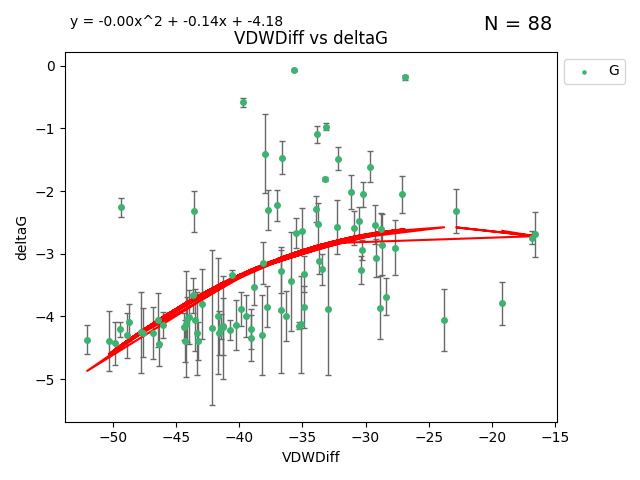 y = -0.00x^2 + -0.14x + -4.18
N = 88
VDWDiff vs deltaG
G
0
−1
−2
−3
−4
−5
deltaG
−50
−45
−40
−35
−30
−25
−20
−15
VDWDiff